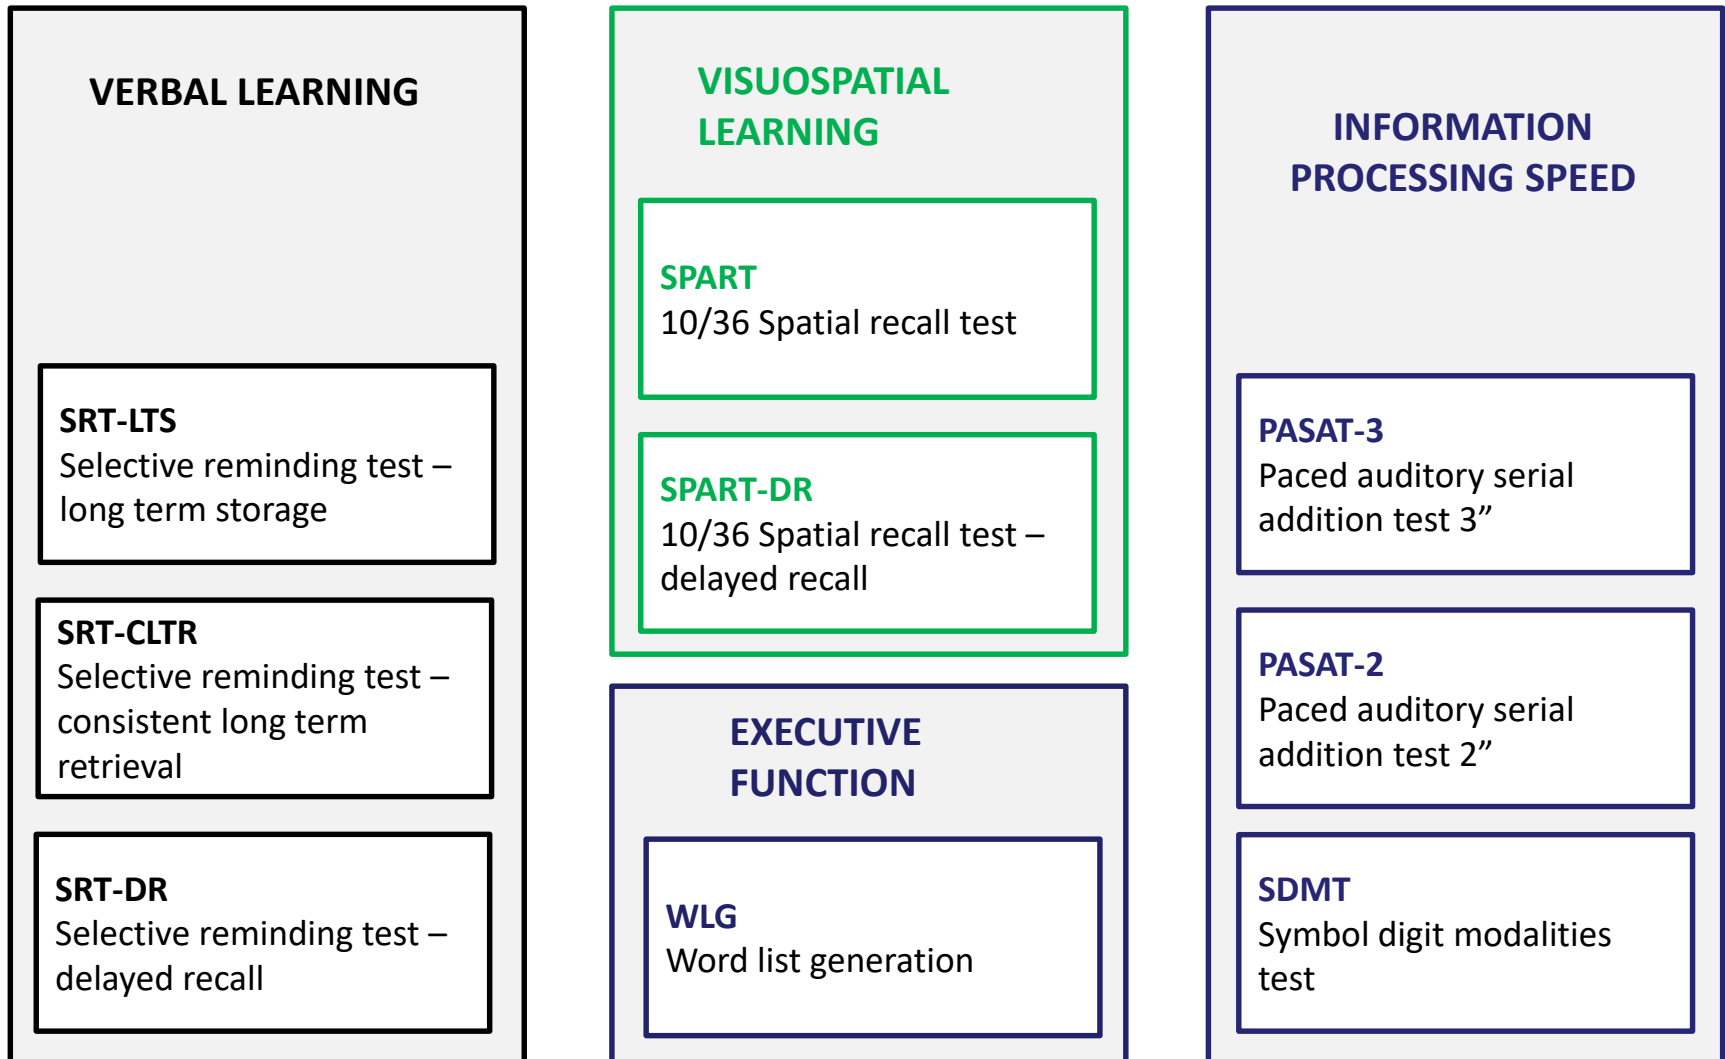 VERBAL LEARNING
SRT-LTS
Selective reminding test –
long term storage
SRT-CLTR
Selective reminding test –
consistent long term
retrieval
SRT-DR
Selective reminding test –
delayed recall
VISUOSPATIAL
LEARNING
SPART
10/36 Spatial recall test
SPART-DR
10/36 Spatial recall test –
delayed recall
EXECUTIVE
FUNCTION
WLG
Word list generation
INFORMATION
PROCESSING SPEED
PASAT-3
Paced auditory serial
addition test 3”
PASAT-2
Paced auditory serial
addition test 2”
SDMT
Symbol digit modalities
test